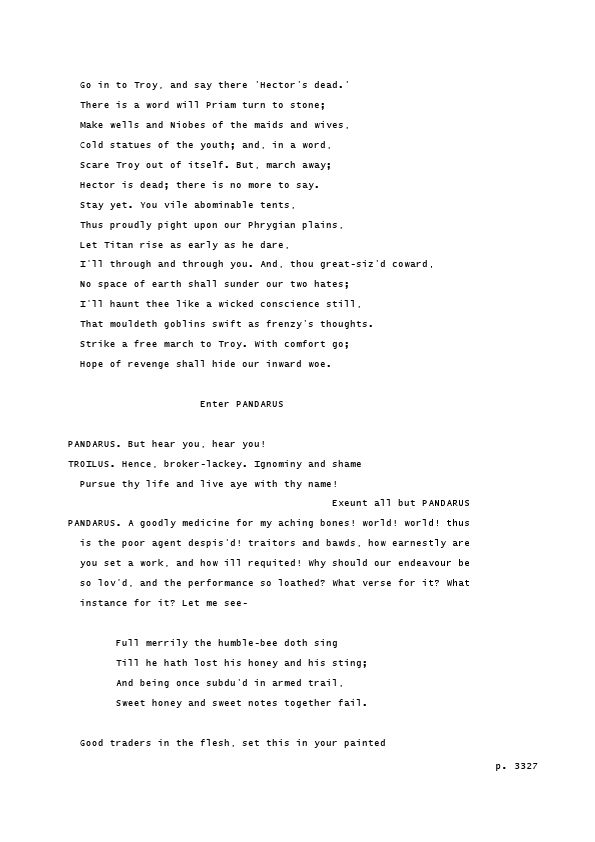 Go in to Troy, and say there 'Hector's dead.'
There is a word will Priam turn to stone;
Make wells and Niobes of the maids and wives,
Cold statues of the youth; and, in a word,
Scare Troy out of itself. But, march away;
Hector is dead; there is no more to say.
Stay yet. You vile abominable tents,
Thus proudly pight upon our Phrygian plains,
Let Titan rise as early as he dare,
I'll through and through you. And, thou great-siz'd coward,
No space of earth shall sunder our two hates;
I'll haunt thee like a wicked conscience still,
That mouldeth goblins swift as frenzy's thoughts.
Strike a free march to Troy. With comfort go;
Hope of revenge shall hide our inward woe.
Enter PANDARUS
PANDARUS. But hear you, hear you!
TROILUS. Hence, broker-lackey. Ignominy and shame
Pursue thy life and live aye with thy name!
Exeunt all but PANDARUS
PANDARUS. A goodly medicine for my aching bones! world! world! thus
is the poor agent despis'd! traitors and bawds, how earnestly are
you set a work, and how ill requited! Why should our endeavour be
so lov'd, and the performance so loathed? What verse for it? What
instance for it? Let me see-
Full merrily the humble-bee doth sing
Till he hath lost his honey and his sting;
And being once subdu'd in armed trail,
Sweet honey and sweet notes together fail.
Good traders in the flesh, set this in your painted
p. 3327